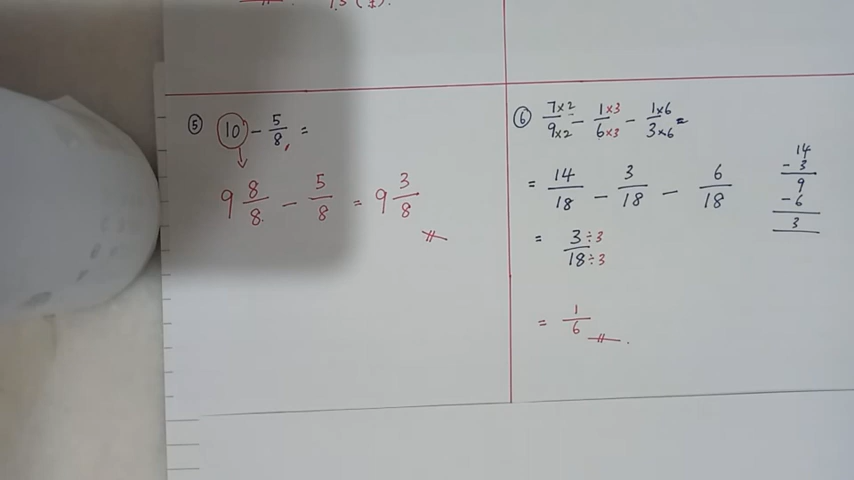 1,3 (
⑤ 10 - 5/8, =
9 8/8 - 5/8 = 9 3/8
⑥ 7×2/9×2 - 1×3/6×3 - 1×6/3×6 =
= 14/18 - 3/18 - 6/18
= 3÷3/18÷3
= 1/6
14
- 3
9
- 6
3